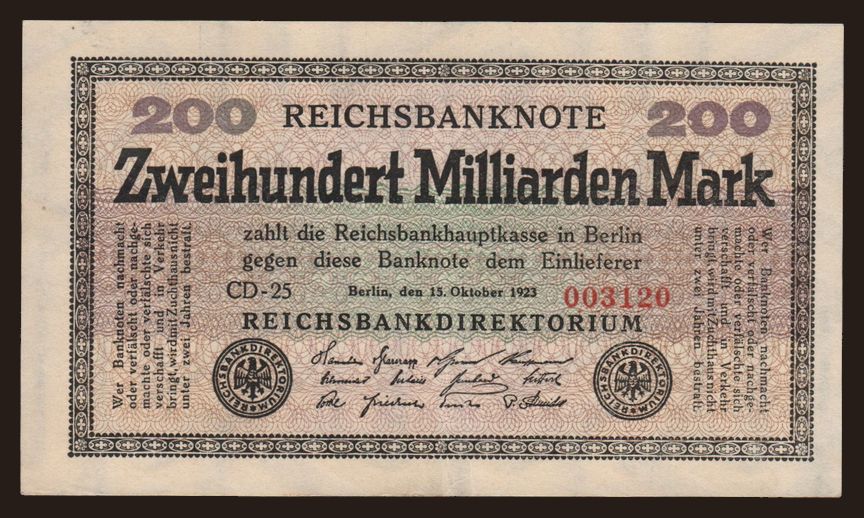 200 REICHSBANKNOTE 200
Zweihundert Milliarden Mark
zahlt die Reichsbankhauptkasse in Berlin
gegen diese Banknote dem Einlieferer
CD-25 Berlin, den 15. Oktober 1923 003120
REICHSBANKDIREKTORIUM
Wer Banknoten nachmacht
oder verfälscht oder nachge-
machte oder verfälschte sich
verschafft und in Verkehr
bringt, wird mit Zuchthaus nicht
unter zwei Jahren bestraft.
Wer Banknoten nachmacht
oder verfälscht oder nachge-
machte oder verfälschte sich
verschafft und in Verkehr
bringt, wird mit Zuchthaus nicht
unter zwei Jahren bestraft.
REICHSBANKDIREKTORIUM
REICHSBANKDIREKTORIUM